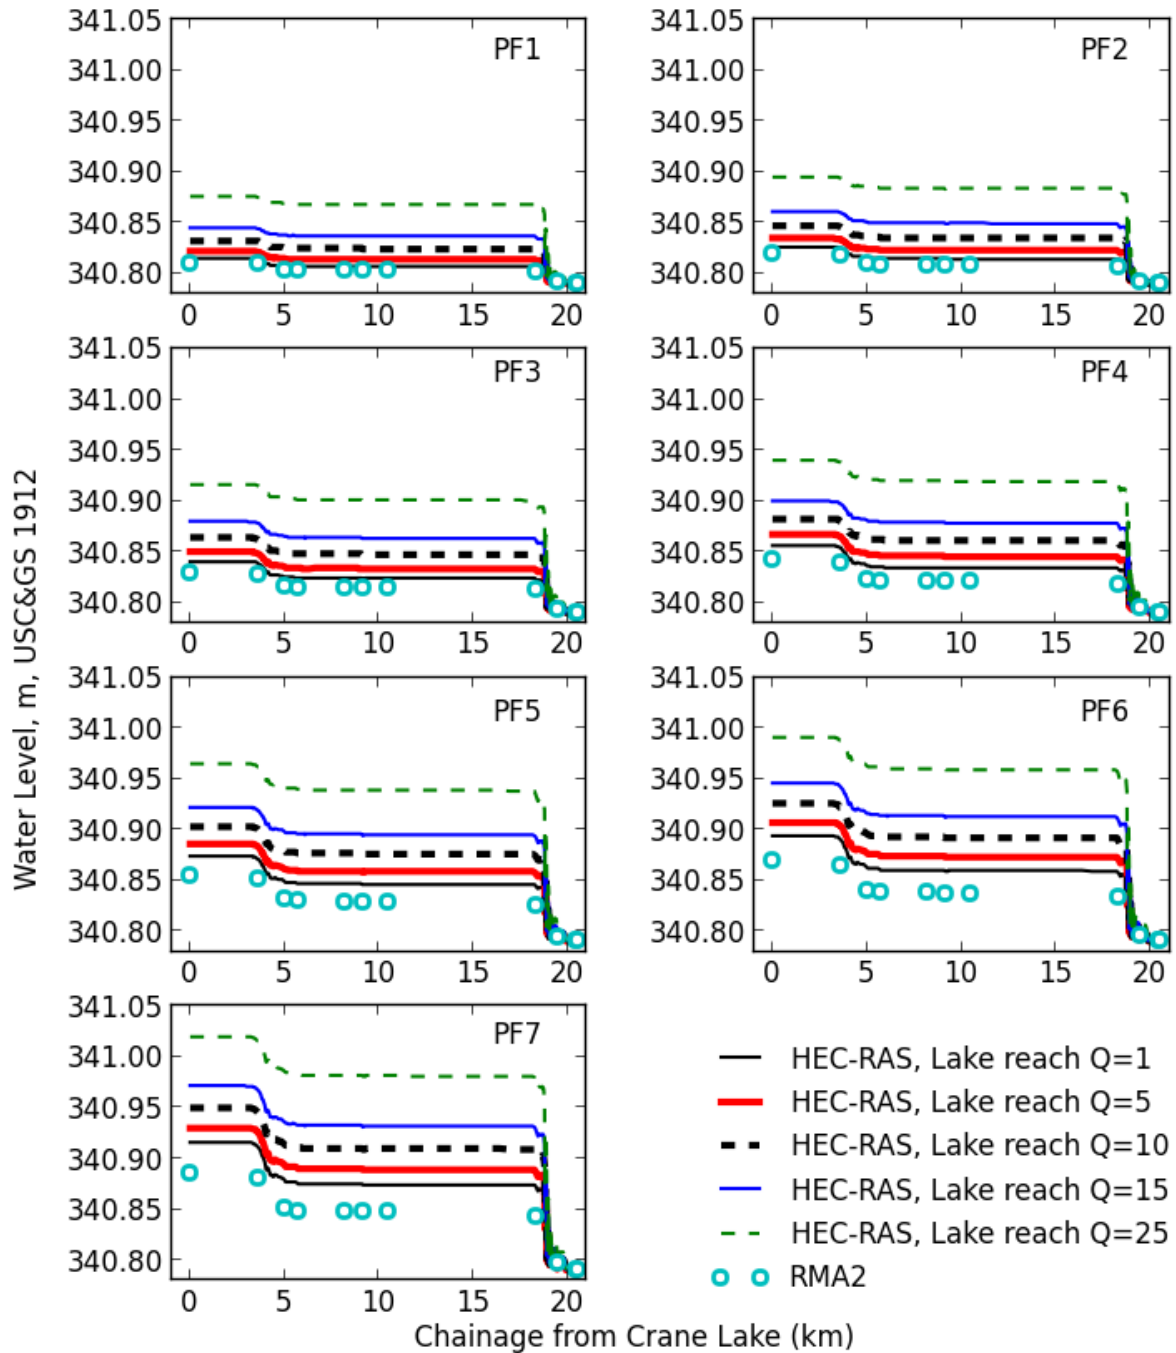 PF1
341.05
341.00
340.95
340.90
340.85
340.80
0 5 10 15 20
PF2
341.05
341.00
340.95
340.90
340.85
340.80
0 5 10 15 20
PF3
341.05
341.00
340.95
340.90
340.85
340.80
0 5 10 15 20
PF4
341.05
341.00
340.95
340.90
340.85
340.80
0 5 10 15 20
PF5
341.05
341.00
340.95
340.90
340.85
340.80
0 5 10 15 20
PF6
341.05
341.00
340.95
340.90
340.85
340.80
0 5 10 15 20
PF7
341.05
341.00
340.95
340.90
340.85
340.80
0 5 10 15 20
Water Level, m, USC&GS 1912
Chainage from Crane Lake (km)
HEC-RAS, Lake reach Q=1
HEC-RAS, Lake reach Q=5
HEC-RAS, Lake reach Q=10
HEC-RAS, Lake reach Q=15
HEC-RAS, Lake reach Q=25
RMA2